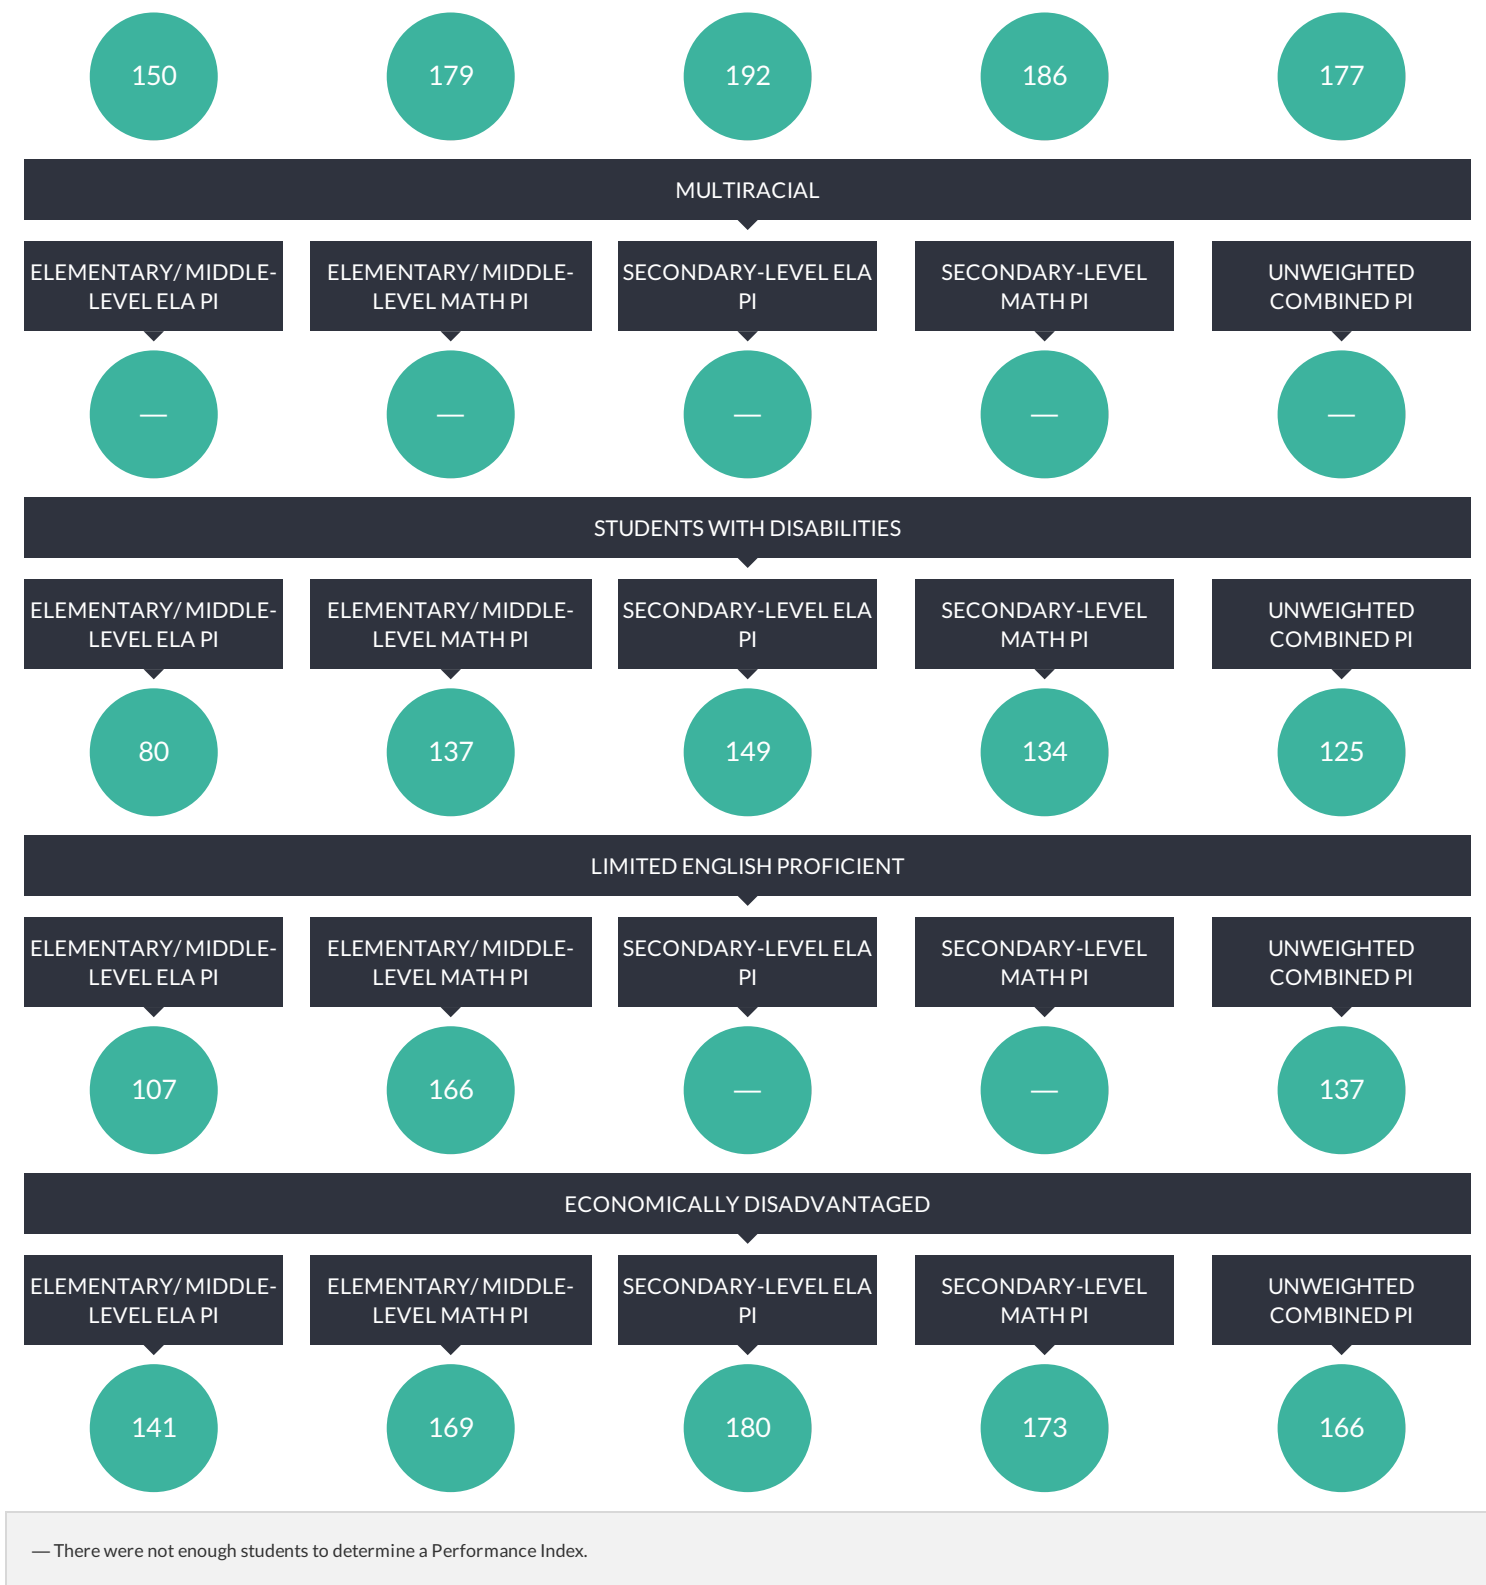 150 179 192 186 177
MULTIRACIAL
ELEMENTARY/ MIDDLE-
LEVEL ELA PI
ELEMENTARY/ MIDDLE-
LEVEL MATH PI
SECONDARY-LEVEL ELA
PI
SECONDARY-LEVEL
MATH PI
UNWEIGHTED
COMBINED PI
— — — — —
STUDENTS WITH DISABILITIES
ELEMENTARY/ MIDDLE-
LEVEL ELA PI
ELEMENTARY/ MIDDLE-
LEVEL MATH PI
SECONDARY-LEVEL ELA
PI
SECONDARY-LEVEL
MATH PI
UNWEIGHTED
COMBINED PI
80 137 149 134 125
LIMITED ENGLISH PROFICIENT
ELEMENTARY/ MIDDLE-
LEVEL ELA PI
ELEMENTARY/ MIDDLE-
LEVEL MATH PI
SECONDARY-LEVEL ELA
PI
SECONDARY-LEVEL
MATH PI
UNWEIGHTED
COMBINED PI
107 166 — — 137
ECONOMICALLY DISADVANTAGED
ELEMENTARY/ MIDDLE-
LEVEL ELA PI
ELEMENTARY/ MIDDLE-
LEVEL MATH PI
SECONDARY-LEVEL ELA
PI
SECONDARY-LEVEL
MATH PI
UNWEIGHTED
COMBINED PI
141 169 180 173 166
— There were not enough students to determine a Performance Index.